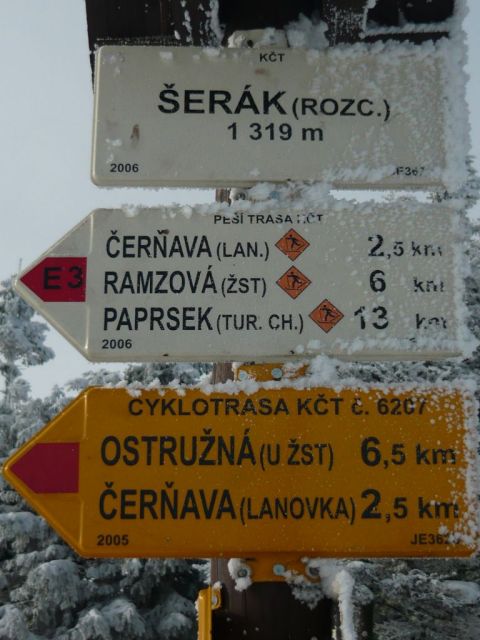 KČT
ŠERÁK (ROZC.)
1 319 m
2006
PĚŠÍ TRASA KČT
E3
ČERŇAVA (LAN.) 2,5 km
RAMZOVÁ (ŽST) 6 km
PAPRSEK (TUR. CH.) 13 km
2006
CYKLOTRASA KČT č. 6207
OSTRUŽNÁ (U ŽST) 6,5 km
ČERŇAVA (LANOVKA) 2,5 km
2005